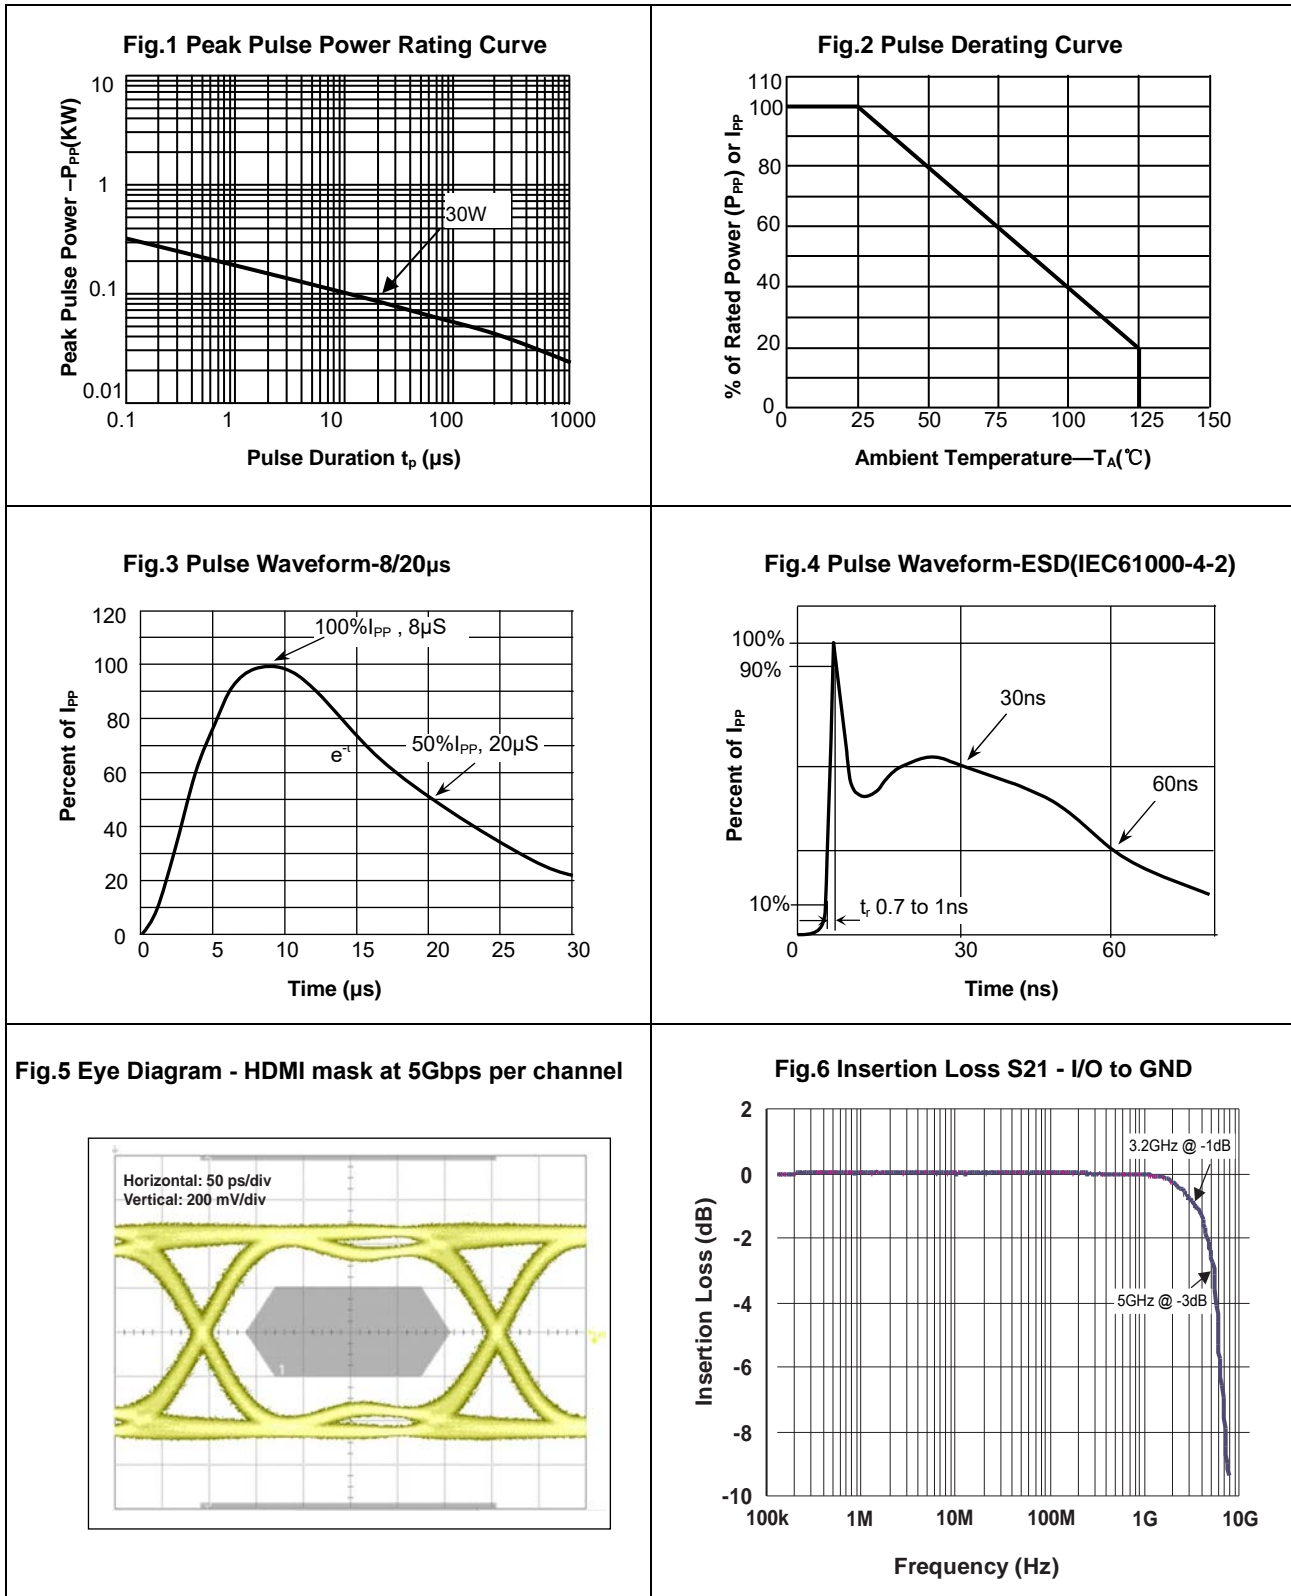 Fig.1 Peak Pulse Power Rating Curve
Peak Pulse Power –PPP(KW)
10
1
0.1
0.01
30W
0.1 1 10 100 1000
Pulse Duration tp (µs)
Fig.2 Pulse Derating Curve
% of Rated Power (PPP) or IPP
110
100
80
60
40
20
0
0 25 50 75 100 125 150
Ambient Temperature—TA(℃)
Fig.3 Pulse Waveform-8/20µs
Percent of IPP
120
100
80
60
40
20
0
100%IPP , 8µS
e-t
50%IPP, 20µS
0 5 10 15 20 25 30
Time (µs)
Fig.4 Pulse Waveform-ESD(IEC61000-4-2)
Percent of IPP
100%
90%
10%
30ns
60ns
tr 0.7 to 1ns
0 30 60
Time (ns)
Fig.5 Eye Diagram - HDMI mask at 5Gbps per channel
Horizontal: 50 ps/div
Vertical: 200 mV/div
1
Fig.6 Insertion Loss S21 - I/O to GND
Insertion Loss (dB)
2
0
-2
-4
-6
-8
-10
3.2GHz @ -1dB
5GHz @ -3dB
100k 1M 10M 100M 1G 10G
Frequency (Hz)